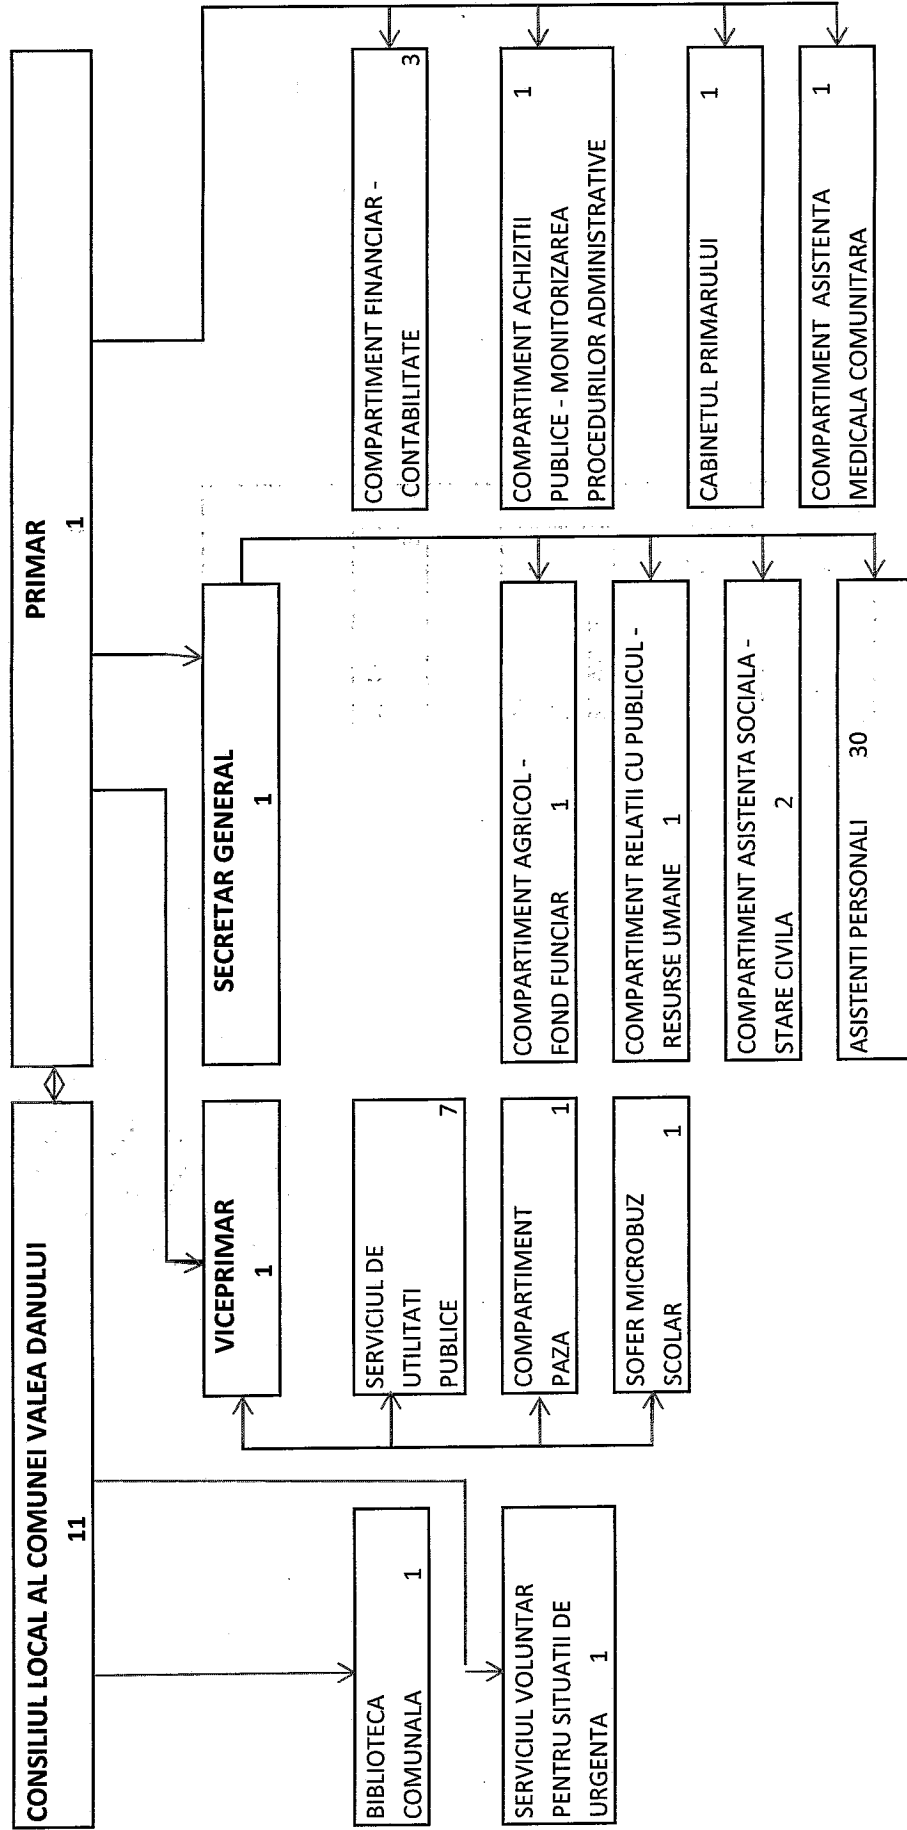 CONSILIUL LOCAL AL COMUNEI VALEA DANULUI
11
PRIMAR
1
VICEPRIMAR
1
SECRETAR GENERAL
1
BIBLIOTECA
COMUNALA 1
SERVICIUL VOLUNTAR
PENTRU SITUATII DE
URGENTA 1
SERVICIUL DE
UTILITATI
PUBLICE 7
COMPARTIMENT
PAZA 1
SOFER MICROBUZ
SCOLAR 1
COMPARTIMENT AGRICOL -
FOND FUNCIAR 1
COMPARTIMENT RELATII CU PUBLICUL -
RESURSE UMANE 1
COMPARTIMENT ASISTENTA SOCIALA -
STARE CIVILA 2
ASISTENTI PERSONALI 30
COMPARTIMENT FINANCIAR -
CONTABILITATE 3
COMPARTIMENT ACHIZITII 1
PUBLICE - MONITORIZAREA
PROCEDURILOR ADMINISTRATIVE
CABINETUL PRIMARULUI 1
COMPARTIMENT ASISTENTA 1
MEDICALA COMUNITARA